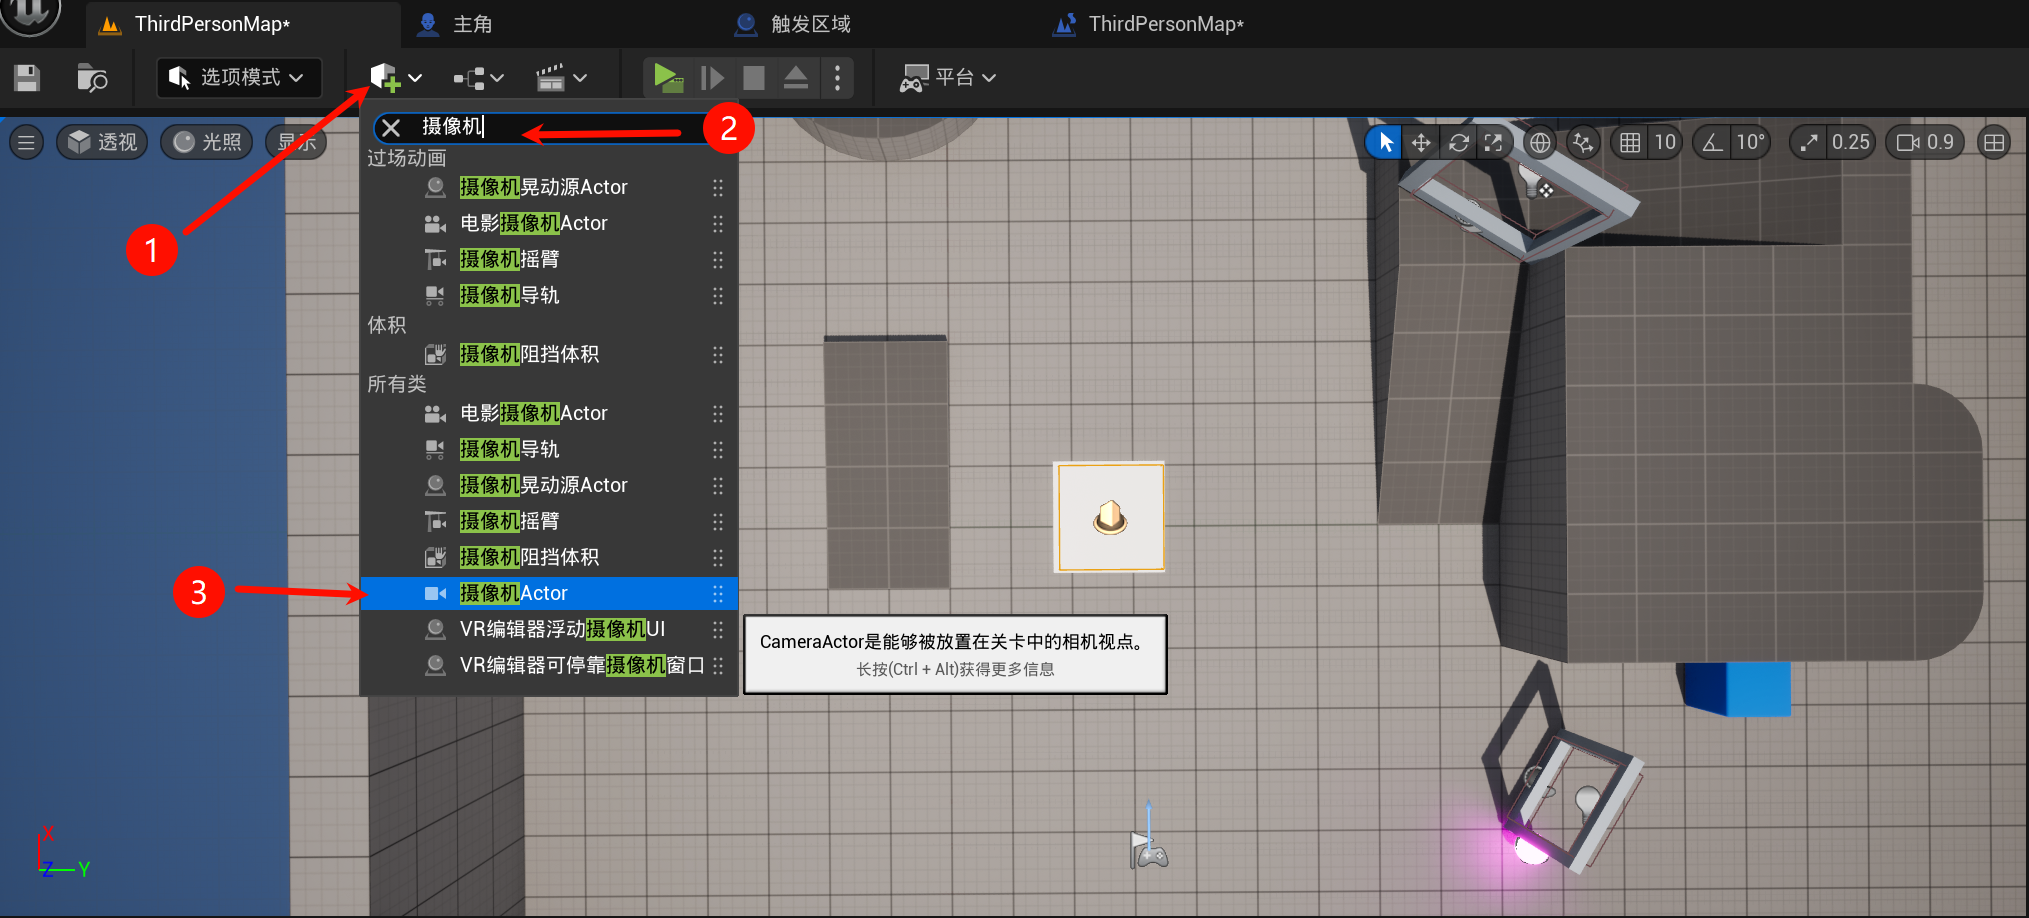 ThirdPersonMap*
主角
触发区域
ThirdPersonMap*
选项模式
平台
透视
光照
显示
摄像机
10
10°
0.25
0.9
1
2
3
过场动画
摄像机晃动源Actor
电影摄像机Actor
摄像机摇臂
摄像机导轨
体积
摄像机阻挡体积
所有类
电影摄像机Actor
摄像机导轨
摄像机晃动源Actor
摄像机摇臂
摄像机阻挡体积
摄像机Actor
VR编辑器浮动摄像机UI
VR编辑器可停靠摄像机窗口
CameraActor是能够被放置在关卡中的相机视点。
长按(Ctrl + Alt)获得更多信息
X
Z
Y